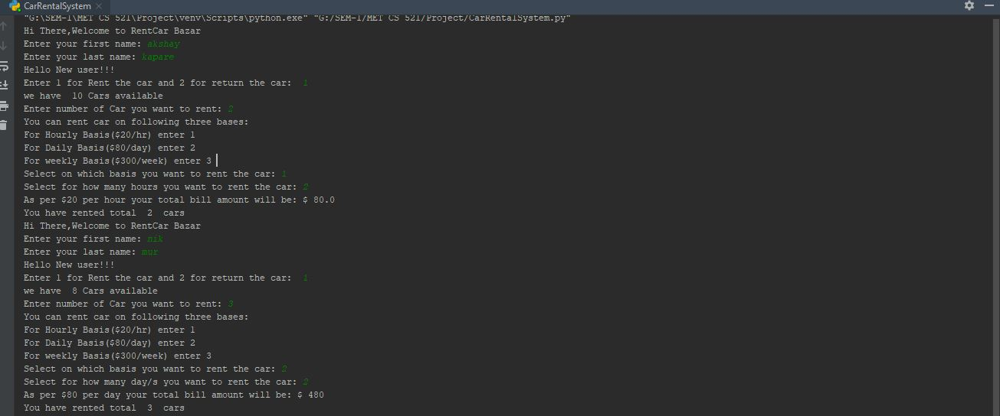 CarRentalSystem
"G:\SEM-1\MET CS 521\Project\venv\Scripts\python.exe" "G:/SEM-1/MET CS 521/Project/CarRentalSystem.py"
Hi There,Welcome to RentCar Bazar
Enter your first name: akshay
Enter your last name: kapare
Hello New user!!!
Enter 1 for Rent the car and 2 for return the car:  1
we have  10 Cars available
Enter number of Car you want to rent: 2
You can rent car on following three bases:
For Hourly Basis($20/hr) enter 1
For Daily Basis($80/day) enter 2
For weekly Basis($300/week) enter 3
Select on which basis you want to rent the car: 1
Select for how many hours you want to rent the car: 2
As per $20 per hour your total bill amount will be: $ 80.0
You have rented total  2  cars
Hi There,Welcome to RentCar Bazar
Enter your first name: nik
Enter your last name: mur
Hello New user!!!
Enter 1 for Rent the car and 2 for return the car:  1
we have  8 Cars available
Enter number of Car you want to rent: 3
You can rent car on following three bases:
For Hourly Basis($20/hr) enter 1
For Daily Basis($80/day) enter 2
For weekly Basis($300/week) enter 3
Select on which basis you want to rent the car: 2
Select for how many day/s you want to rent the car: 2
As per $80 per day your total bill amount will be: $ 480
You have rented total  3  cars